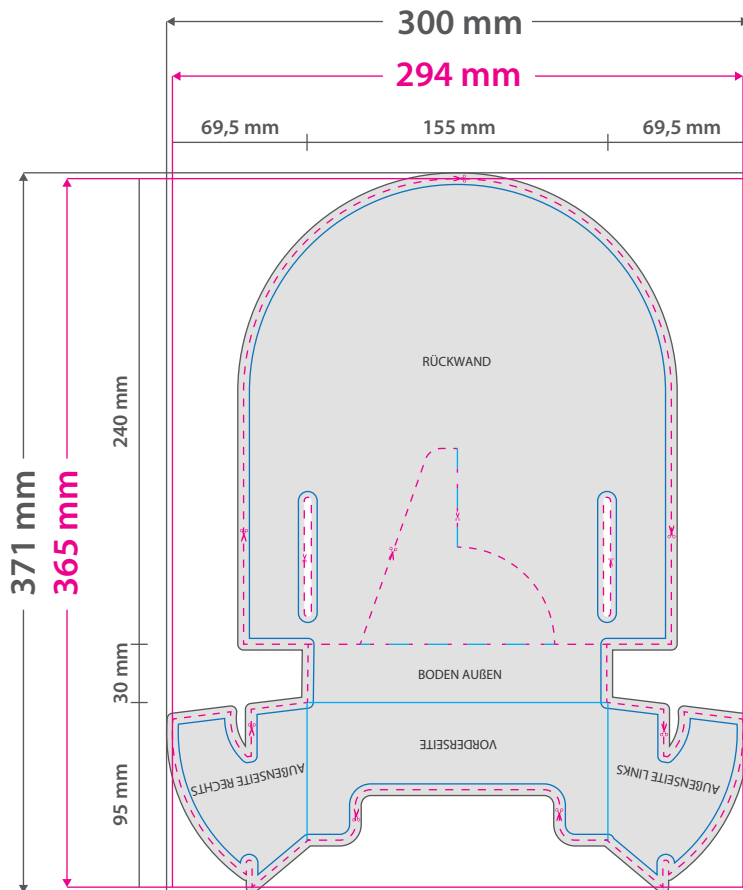 300 mm
294 mm
69,5 mm
155 mm
69,5 mm
371 mm
365 mm
240 mm
30 mm
95 mm
RÜCKWAND
BODEN AUßEN
VORDERSEITE
AUßENSEITE RECHTS
AUßENSEITE LINKS